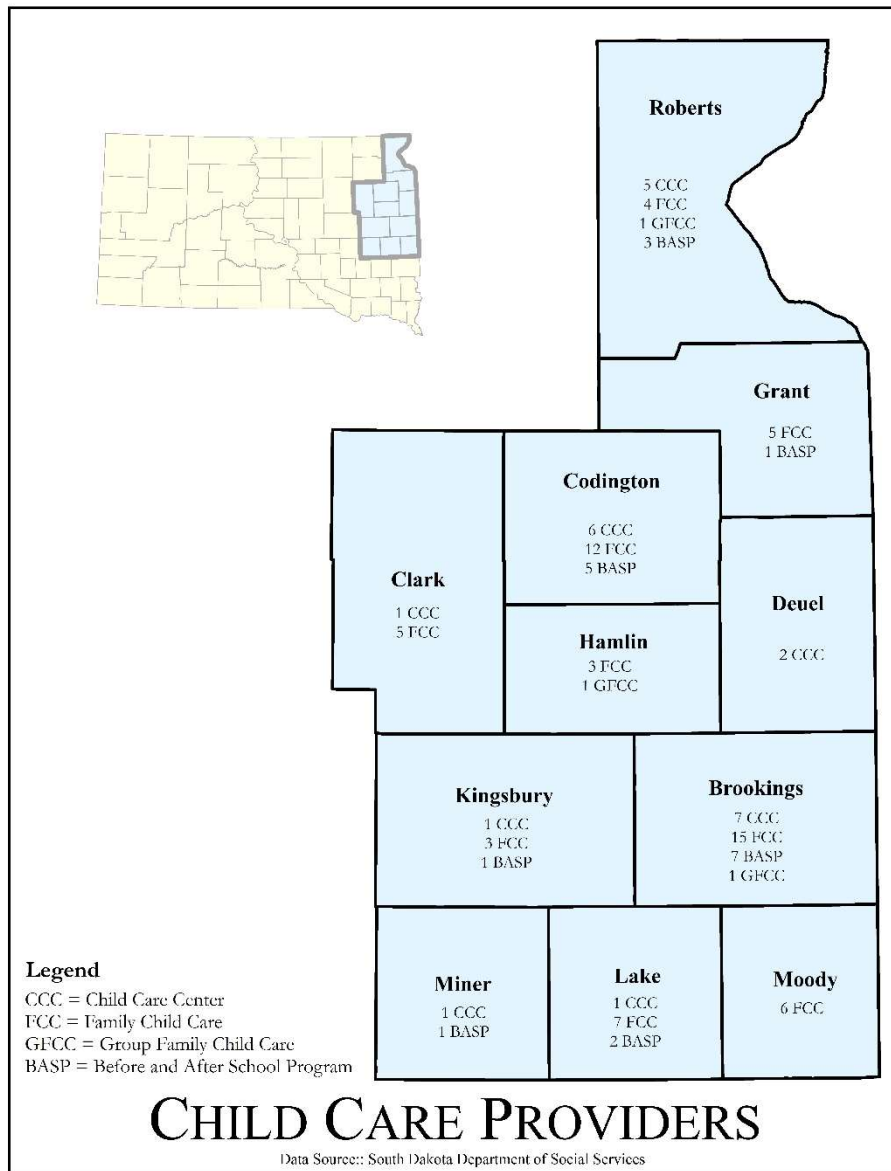 Roberts
5 CCC
4 FCC
1 GFCC
3 BASP
Grant
5 FCC
1 BASP
Codington
6 CCC
12 FCC
5 BASP
Clark
1 CCC
5 FCC
Deuel
2 CCC
Hamlin
3 FCC
1 GFCC
Kingsbury
1 CCC
3 FCC
1 BASP
Brookings
7 CCC
15 FCC
7 BASP
1 GFCC
Miner
1 CCC
1 BASP
Lake
1 CCC
7 FCC
2 BASP
Moody
6 FCC
Legend
CCC = Child Care Center
FCC = Family Child Care
GFCC = Group Family Child Care
BASP = Before and After School Program
CHILD CARE PROVIDERS
Data Source:: South Dakota Department of Social Services